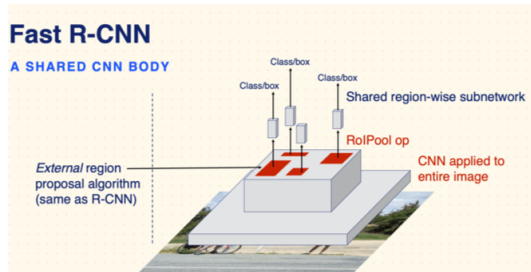 Fast R-CNN
A SHARED CNN BODY
Class/box
Class/box
Class/box
Shared region-wise subnetwork
RoIPool op
External region
proposal algorithm
(same as R-CNN)
CNN applied to
entire image